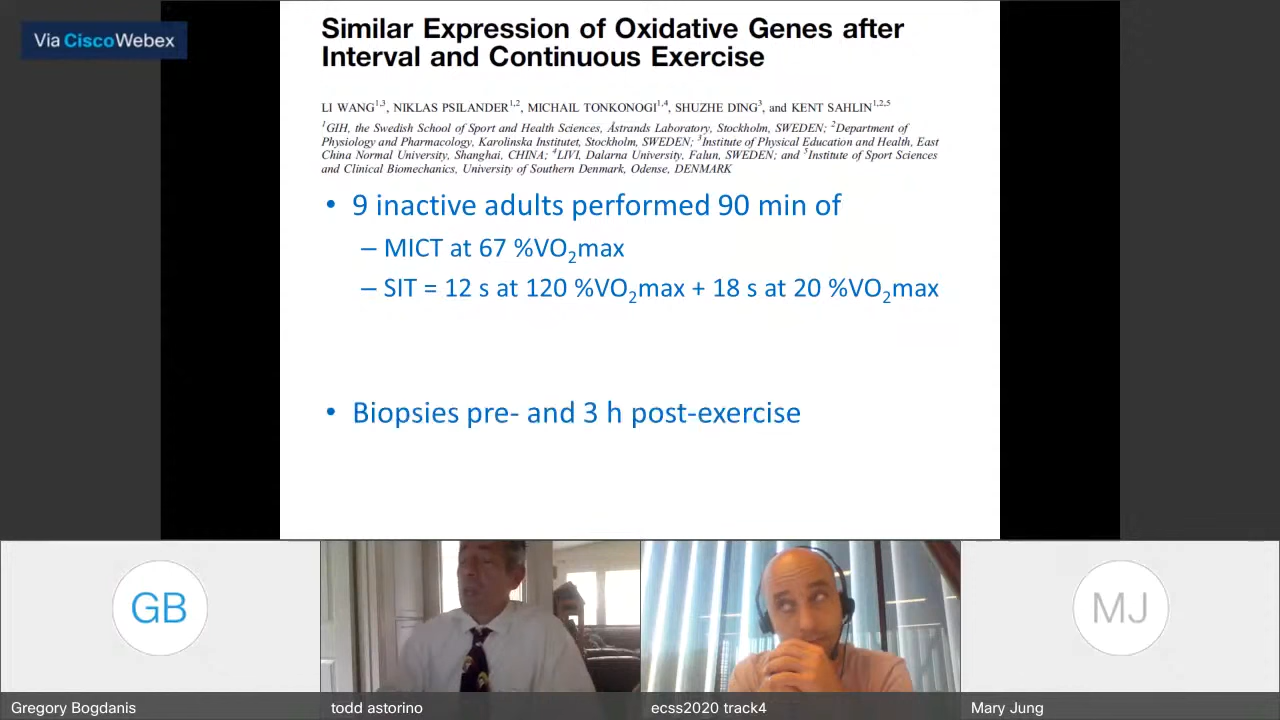 Via CiscoWebex
Similar Expression of Oxidative Genes after
Interval and Continuous Exercise
LI WANG1,3, NIKLAS PSILANDER1,2, MICHAIL TONKONOGI1,4, SHUZHE DING3, and KENT SAHLIN1,2,5
1GIH, the Swedish School of Sport and Health Sciences, Åstrands Laboratory, Stockholm, SWEDEN; 2Department of
Physiology and Pharmacology, Karolinska Institutet, Stockholm, SWEDEN; 3Institute of Physical Education and Health, East
China Normal University, Shanghai, CHINA; 4LIVI, Dalarna University, Falun, SWEDEN; and 5Institute of Sport Sciences
and Clinical Biomechanics, University of Southern Denmark, Odense, DENMARK
• 9 inactive adults performed 90 min of
– MICT at 67 %VO2max
– SIT = 12 s at 120 %VO2max + 18 s at 20 %VO2max
• Biopsies pre- and 3 h post-exercise
GB
MJ
Gregory Bogdanis
todd astorino
ecss2020 track4
Mary Jung